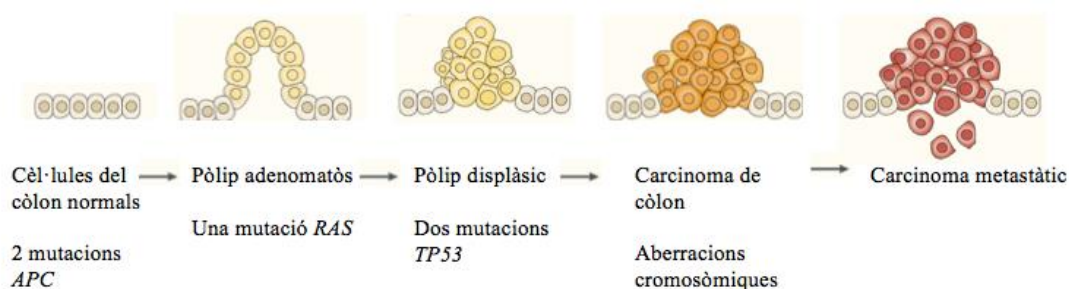 Cèl·lules del
còlon normals
2 mutacions
APC
Pòlip adenomatòs
Una mutació RAS
Pòlip displàsic
Dos mutacions
TP53
Carcinoma de
còlon
Aberracions
cromosòmiques
Carcinoma metastàtic